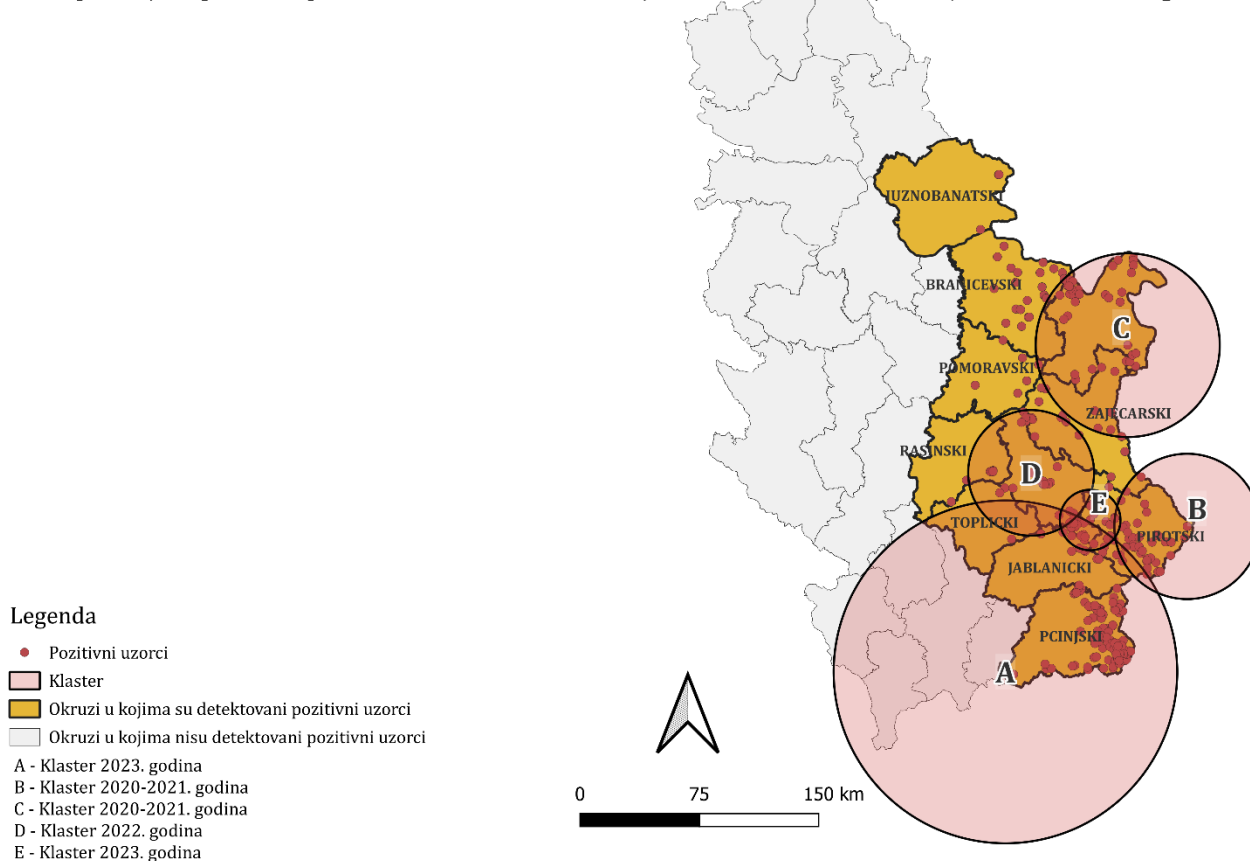 JUZNOBANATSKI
BRANICEVSKI
C
POMORAVSKI
ZAJECARSKI
RASINSKI
D
E
B
TOPLICKI
PIROTSKI
JABLANICKI
PCINJSKI
A
Legenda
Pozitivni uzorci
Klaster
Okruzi u kojima su detektovani pozitivni uzorci
Okruzi u kojima nisu detektovani pozitivni uzorci
A - Klaster 2023. godina
B - Klaster 2020-2021. godina
C - Klaster 2020-2021. godina
D - Klaster 2022. godina
E - Klaster 2023. godina
0 75 150 km